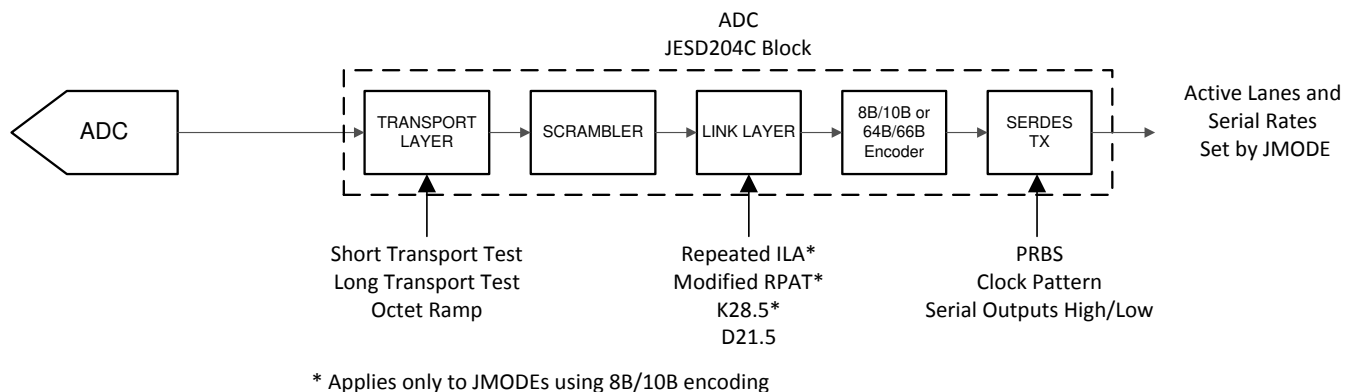 ADC
JESD204C Block
ADC
TRANSPORT
LAYER
SCRAMBLER
LINK LAYER
8B/10B or
64B/66B
Encoder
SERDES
TX
Active Lanes and
Serial Rates
Set by JMODE
Short Transport Test
Long Transport Test
Octet Ramp
Repeated ILA*
Modified RPAT*
K28.5*
D21.5
PRBS
Clock Pattern
Serial Outputs High/Low
* Applies only to JMODEs using 8B/10B encoding